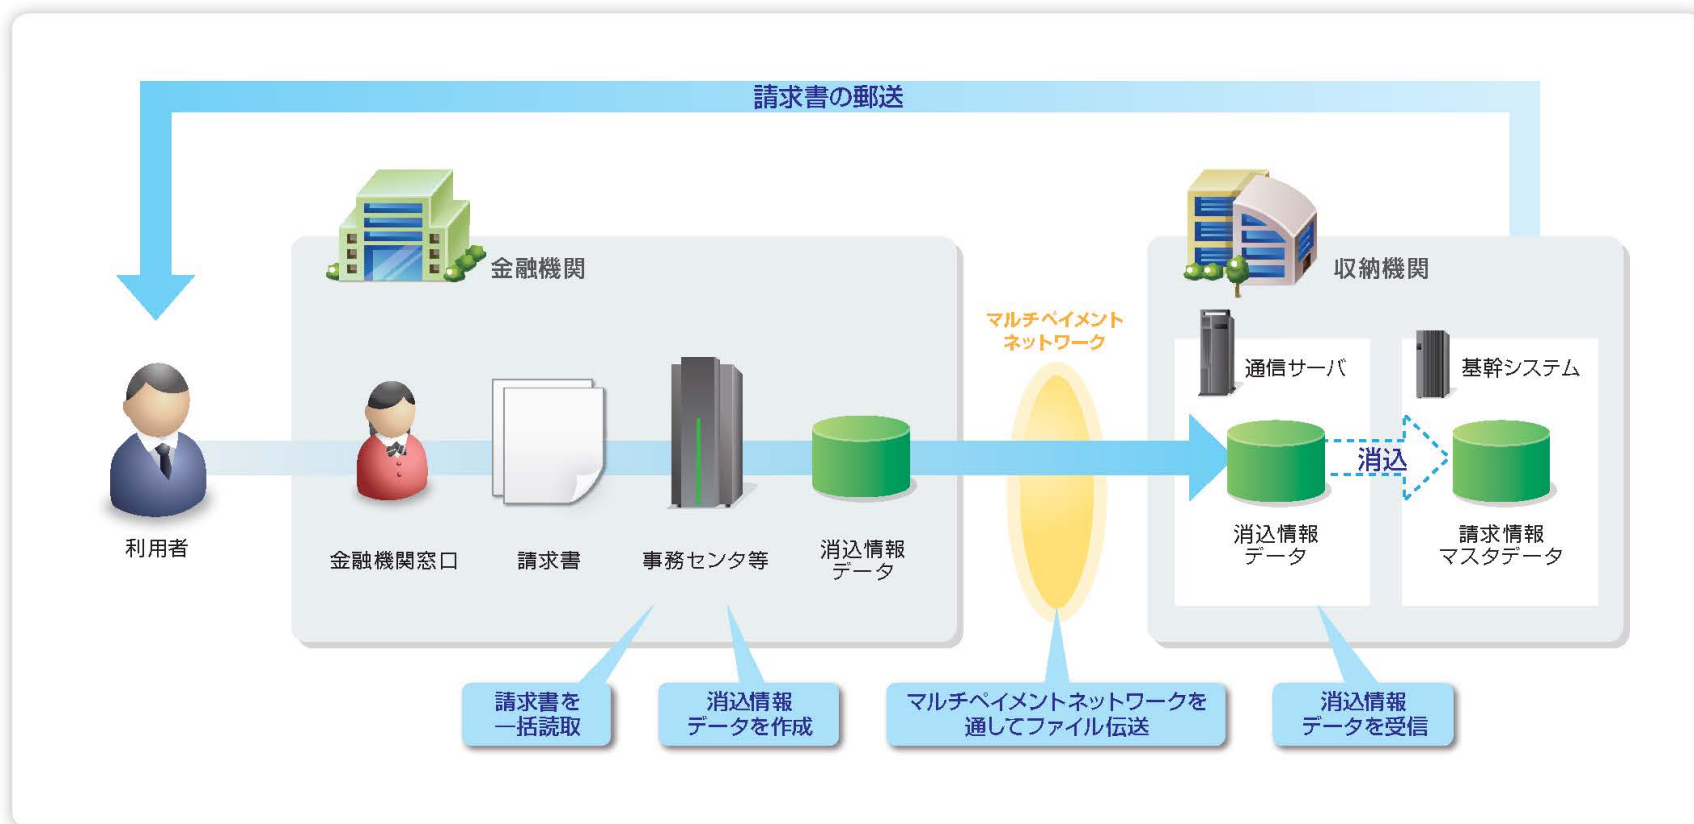 請求書の郵送
金融機関
収納機関
マルチペイメント
ネットワーク
通信サーバ
基幹システム
消込
利用者
金融機関窓口
請求書
事務センタ等
消込情報
データ
消込情報
データ
請求情報
マスタデータ
請求書を
一括読取
消込情報
データを作成
マルチペイメントネットワークを
通してファイル伝送
消込情報
データを受信